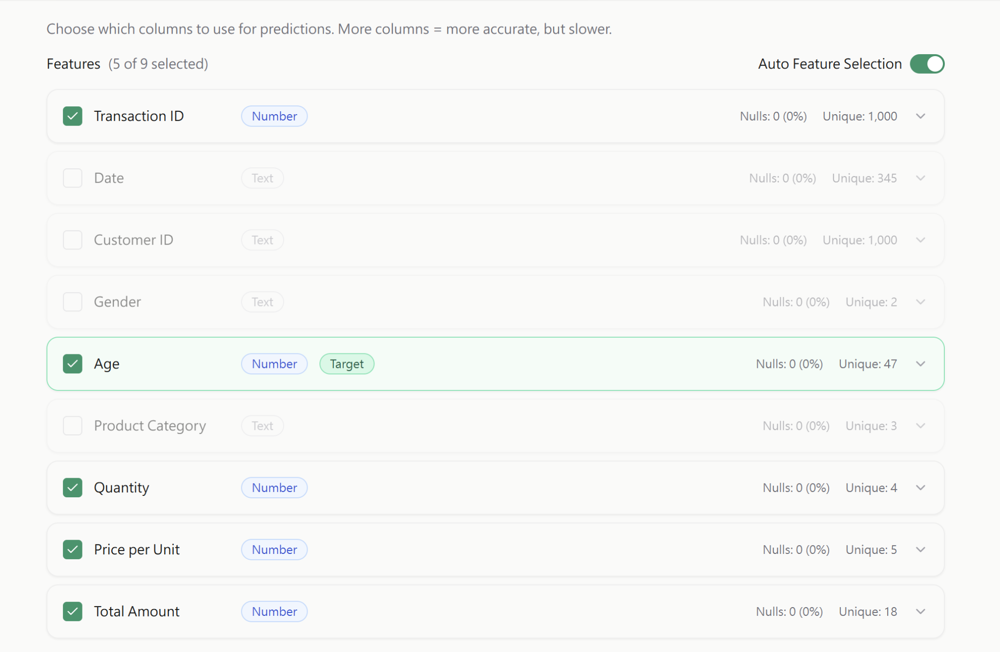 Choose which columns to use for predictions. More columns = more accurate, but slower.
Features (5 of 9 selected) Auto Feature Selection
Transaction ID Number Nulls: 0 (0%) Unique: 1,000
Date Text Nulls: 0 (0%) Unique: 345
Customer ID Text Nulls: 0 (0%) Unique: 1,000
Gender Text Nulls: 0 (0%) Unique: 2
Age Number Target Nulls: 0 (0%) Unique: 47
Product Category Text Nulls: 0 (0%) Unique: 3
Quantity Number Nulls: 0 (0%) Unique: 4
Price per Unit Number Nulls: 0 (0%) Unique: 5
Total Amount Number Nulls: 0 (0%) Unique: 18